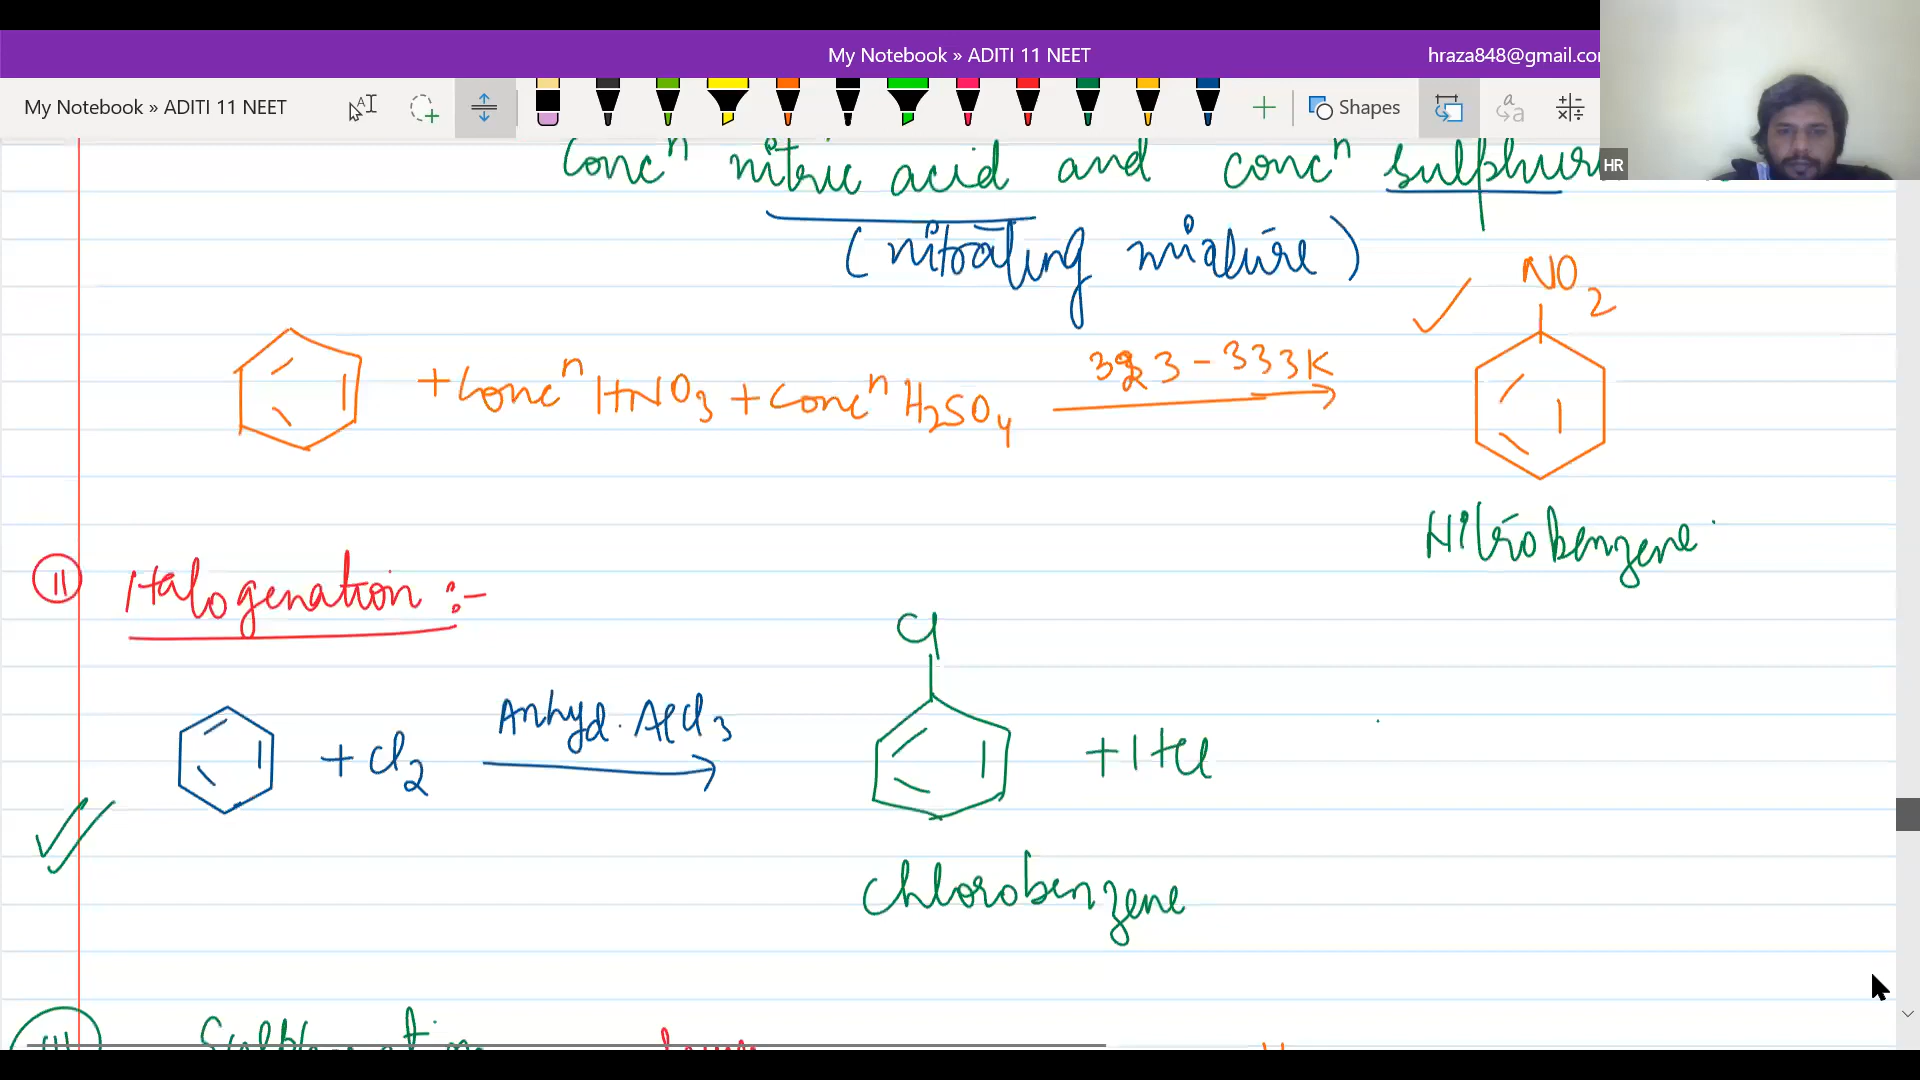 My Notebook » ADITI 11 NEET
hraza848@gmail.co
My Notebook » ADITI 11 NEET
Shapes
HR
Concⁿ nitric acid and concⁿ sulphuri
(nitrating mixture)
NO₂
+ Concⁿ HNO₃ + Concⁿ H₂SO₄ 323-333K
Nitrobenzene
II Halogenation :-
Cl
+ Cl₂ Anhyd. AlCl₃ + HCl
Chlorobenzene